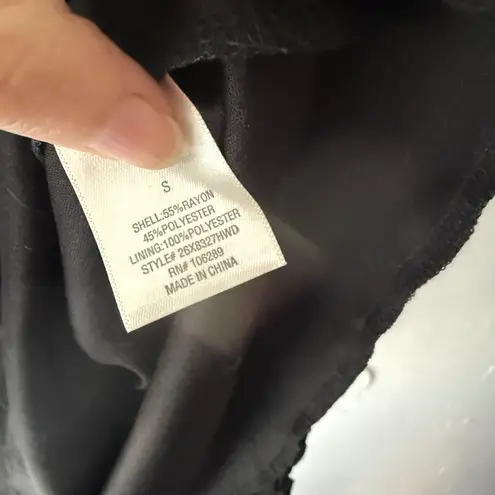 S
SHELL:55%RAYON
45%POLYESTER
LINING:100%POLYESTER
STYLE# 26X8327HWD
RN# 106289
MADE IN CHINA